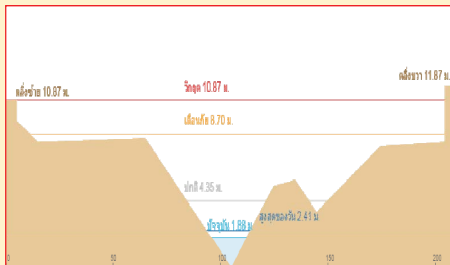 ตลิ่งขวา 11.87 ม.
ตลิ่งซ้าย 10.87 ม.
วิกฤต 10.87 ม.
เตือนภัย 8.70 ม.
ปกติ 4.35 ม.
สูงสุดของวัน 2.41 ม
ปัจจุบัน 1.88 ม.
0 50 100 150 200